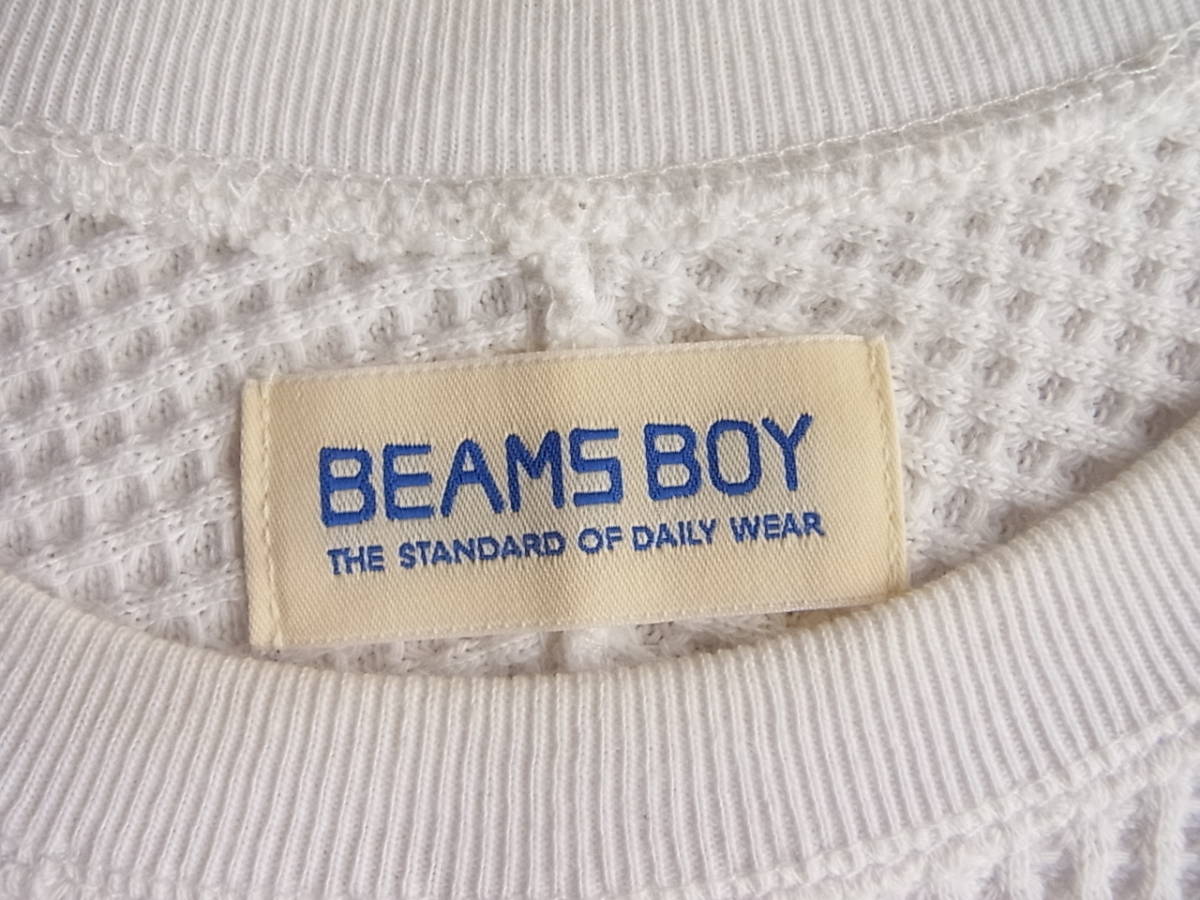 BEAMS BOY
THE STANDARD OF DAILY WEAR